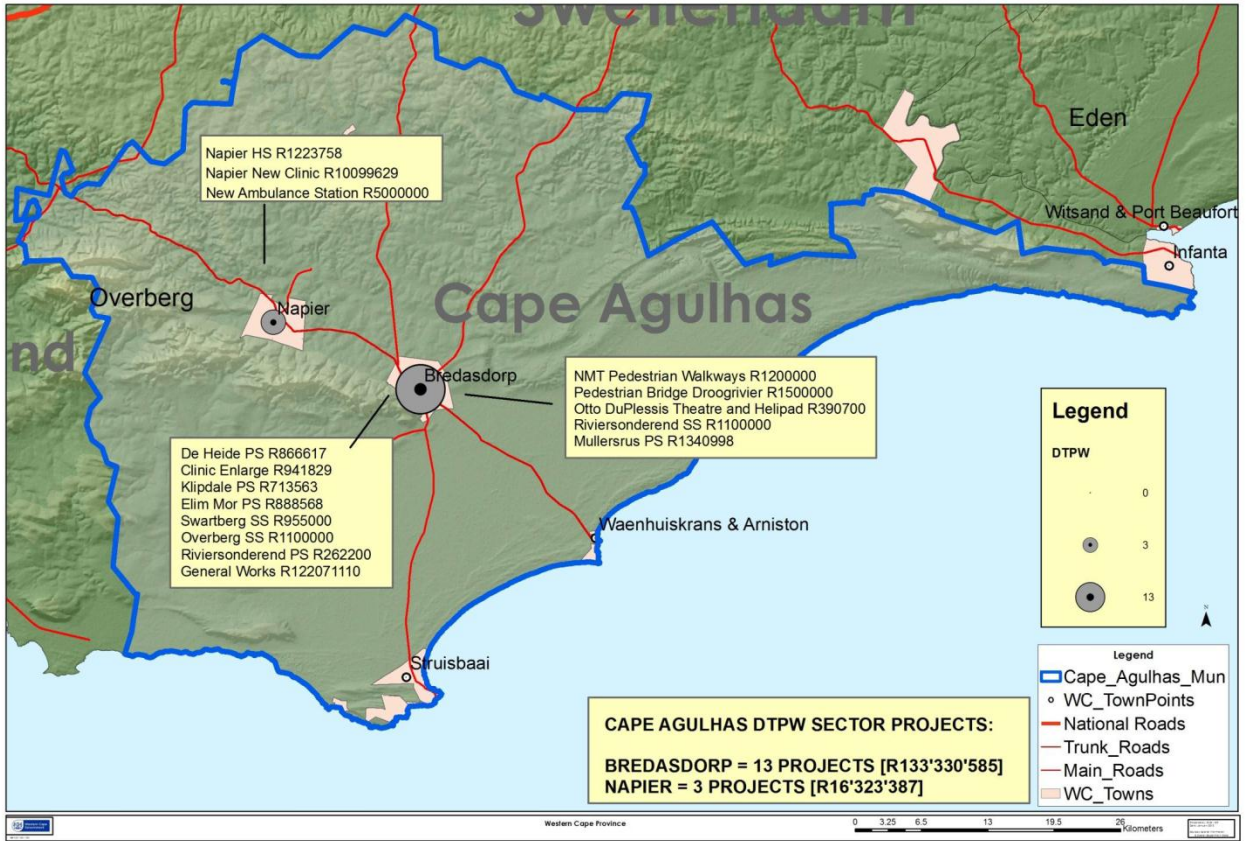 Swellendam
Eden
Napier HS R1223758
Napier New Clinic R10099629
New Ambulance Station R5000000
Witsand & Port Beaufort
Infanta
Overberg
Napier
Cape Agulhas
nd
Bredasdorp
NMT Pedestrian Walkways R1200000
Pedestrian Bridge Droogrivier R1500000
Otto DuPlessis Theatre and Helipad R390700
Riviersonderend SS R1100000
Mullersrus PS R1340998
De Heide PS R866617
Clinic Enlarge R941829
Klipdale PS R713563
Elim Mor PS R888568
Swartberg SS R955000
Overberg SS R1100000
Riviersonderend PS R262200
General Works R122071110
Waenhuiskrans & Arniston
Struisbaai
Legend
DTPW
0
3
13
N
Legend
Cape_Agulhas_Mun
WC_TownPoints
National Roads
Trunk_Roads
Main_Roads
WC_Towns
CAPE AGULHAS DTPW SECTOR PROJECTS:
BREDASDORP = 13 PROJECTS [R133'330'585]
NAPIER = 3 PROJECTS [R16'323'387]
Western Cape Government
Western Cape Province
0 3.25 6.5 13 19.5 26
Kilometers